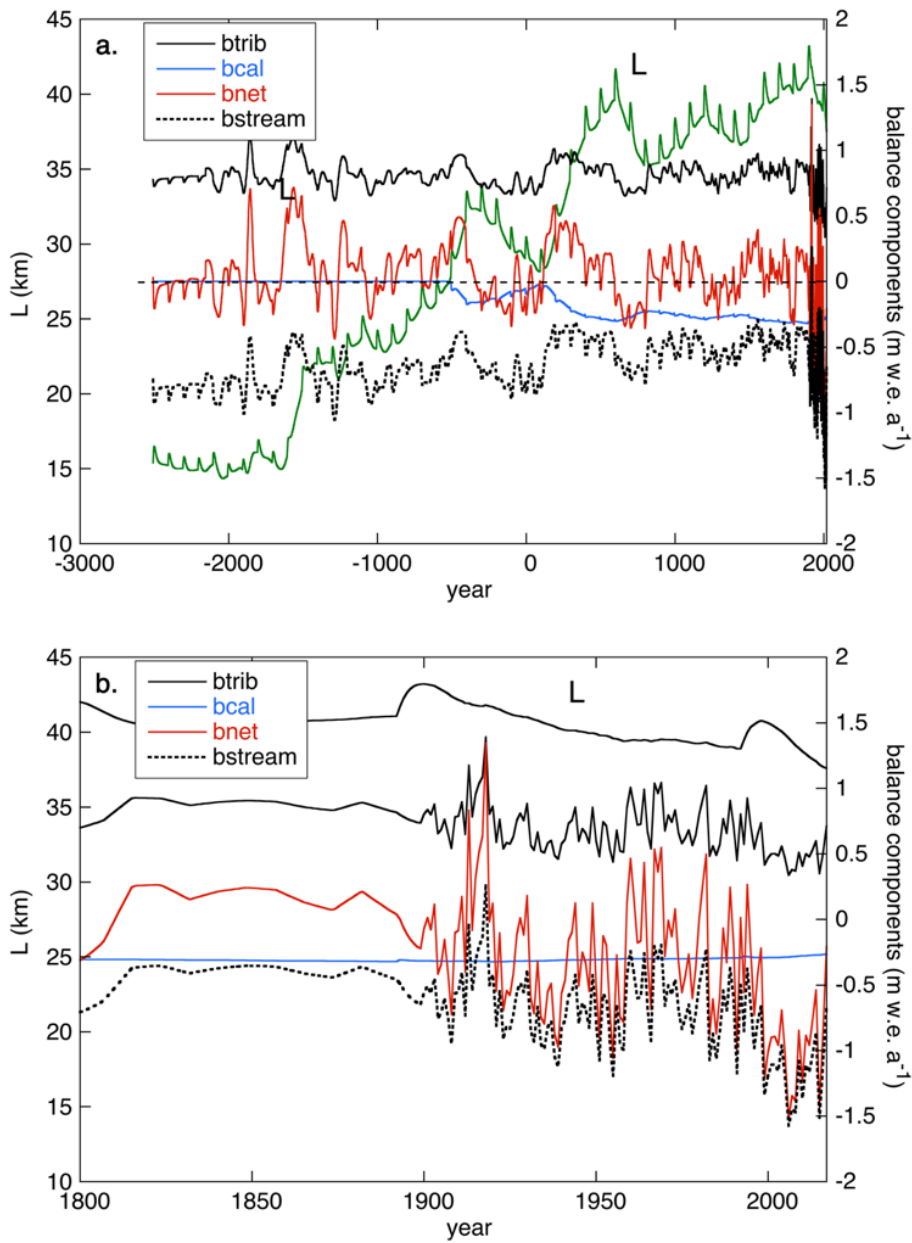 a.
btrib
bcal
bnet
bstream
L
L
45
40
35
30
25
20
15
10
L (km)
2
1.5
1
0.5
0
-0.5
-1
-1.5
-2
balance components (m w.e. a-1)
-3000 -2000 -1000 0 1000 2000
year
b.
btrib
bcal
bnet
bstream
L
45
40
35
30
25
20
15
10
L (km)
2
1.5
1
0.5
0
-0.5
-1
-1.5
-2
balance components (m w.e. a-1)
1800 1850 1900 1950 2000
year